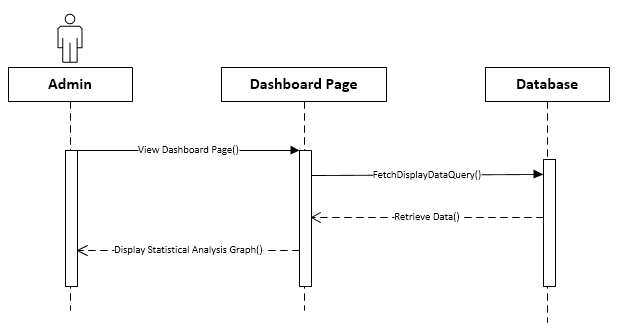 Admin
Dashboard Page
Database
View Dashboard Page()
FetchDisplayDataQuery()
Retrieve Data()
Display Statistical Analysis Graph()